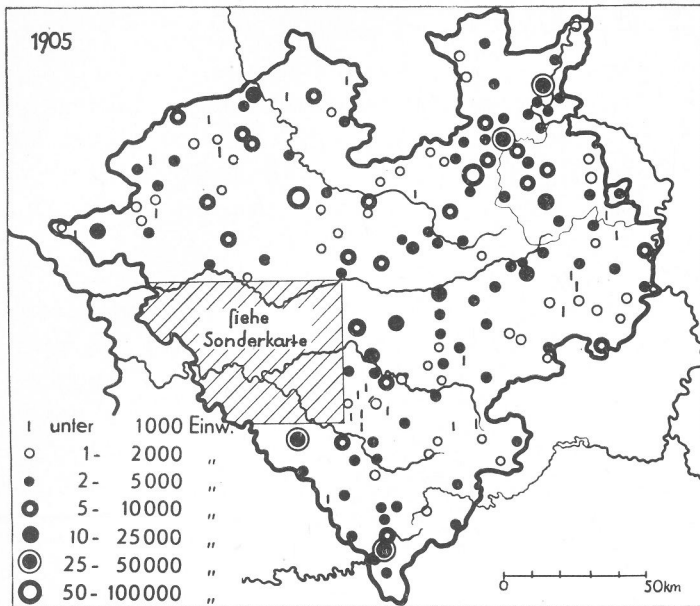 1905
siehe
Sonderkarte
ı unter 1000 Einw.
1- 2000 "
2- 5000 "
5- 10000 "
10- 25000 "
25- 50000 "
50-100000 "
0 50km